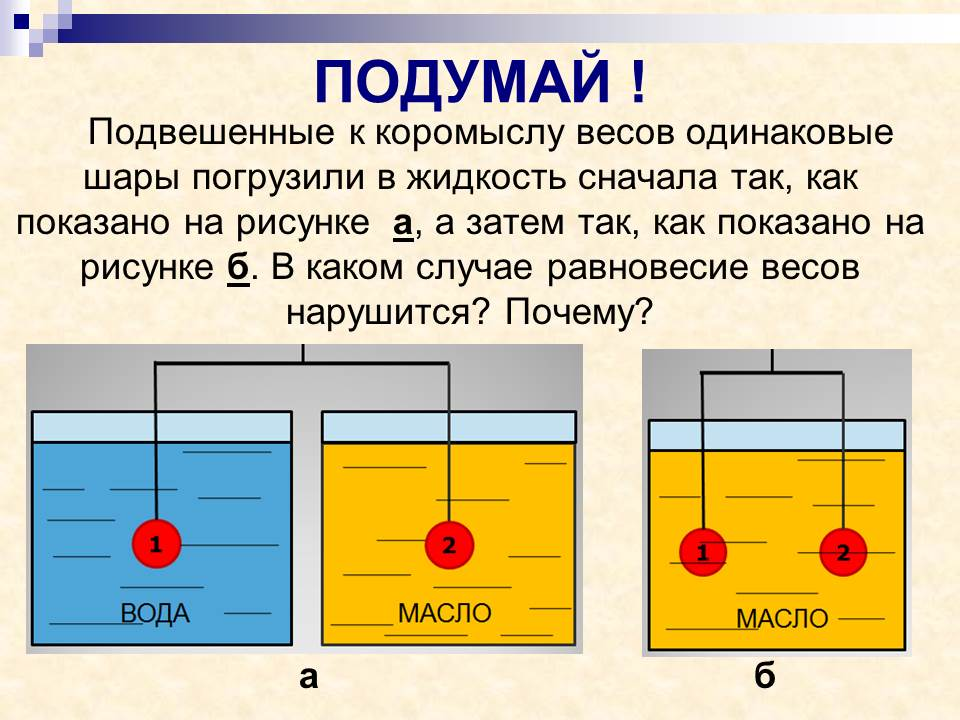 ПОДУМАЙ !
Подвешенные к коромыслу весов одинаковые
шары погрузили в жидкость сначала так, как
показано на рисунке а, а затем так, как показано на
рисунке б. В каком случае равновесие весов
нарушится? Почему?
1
2
ВОДА
МАСЛО
1
2
МАСЛО
а
б